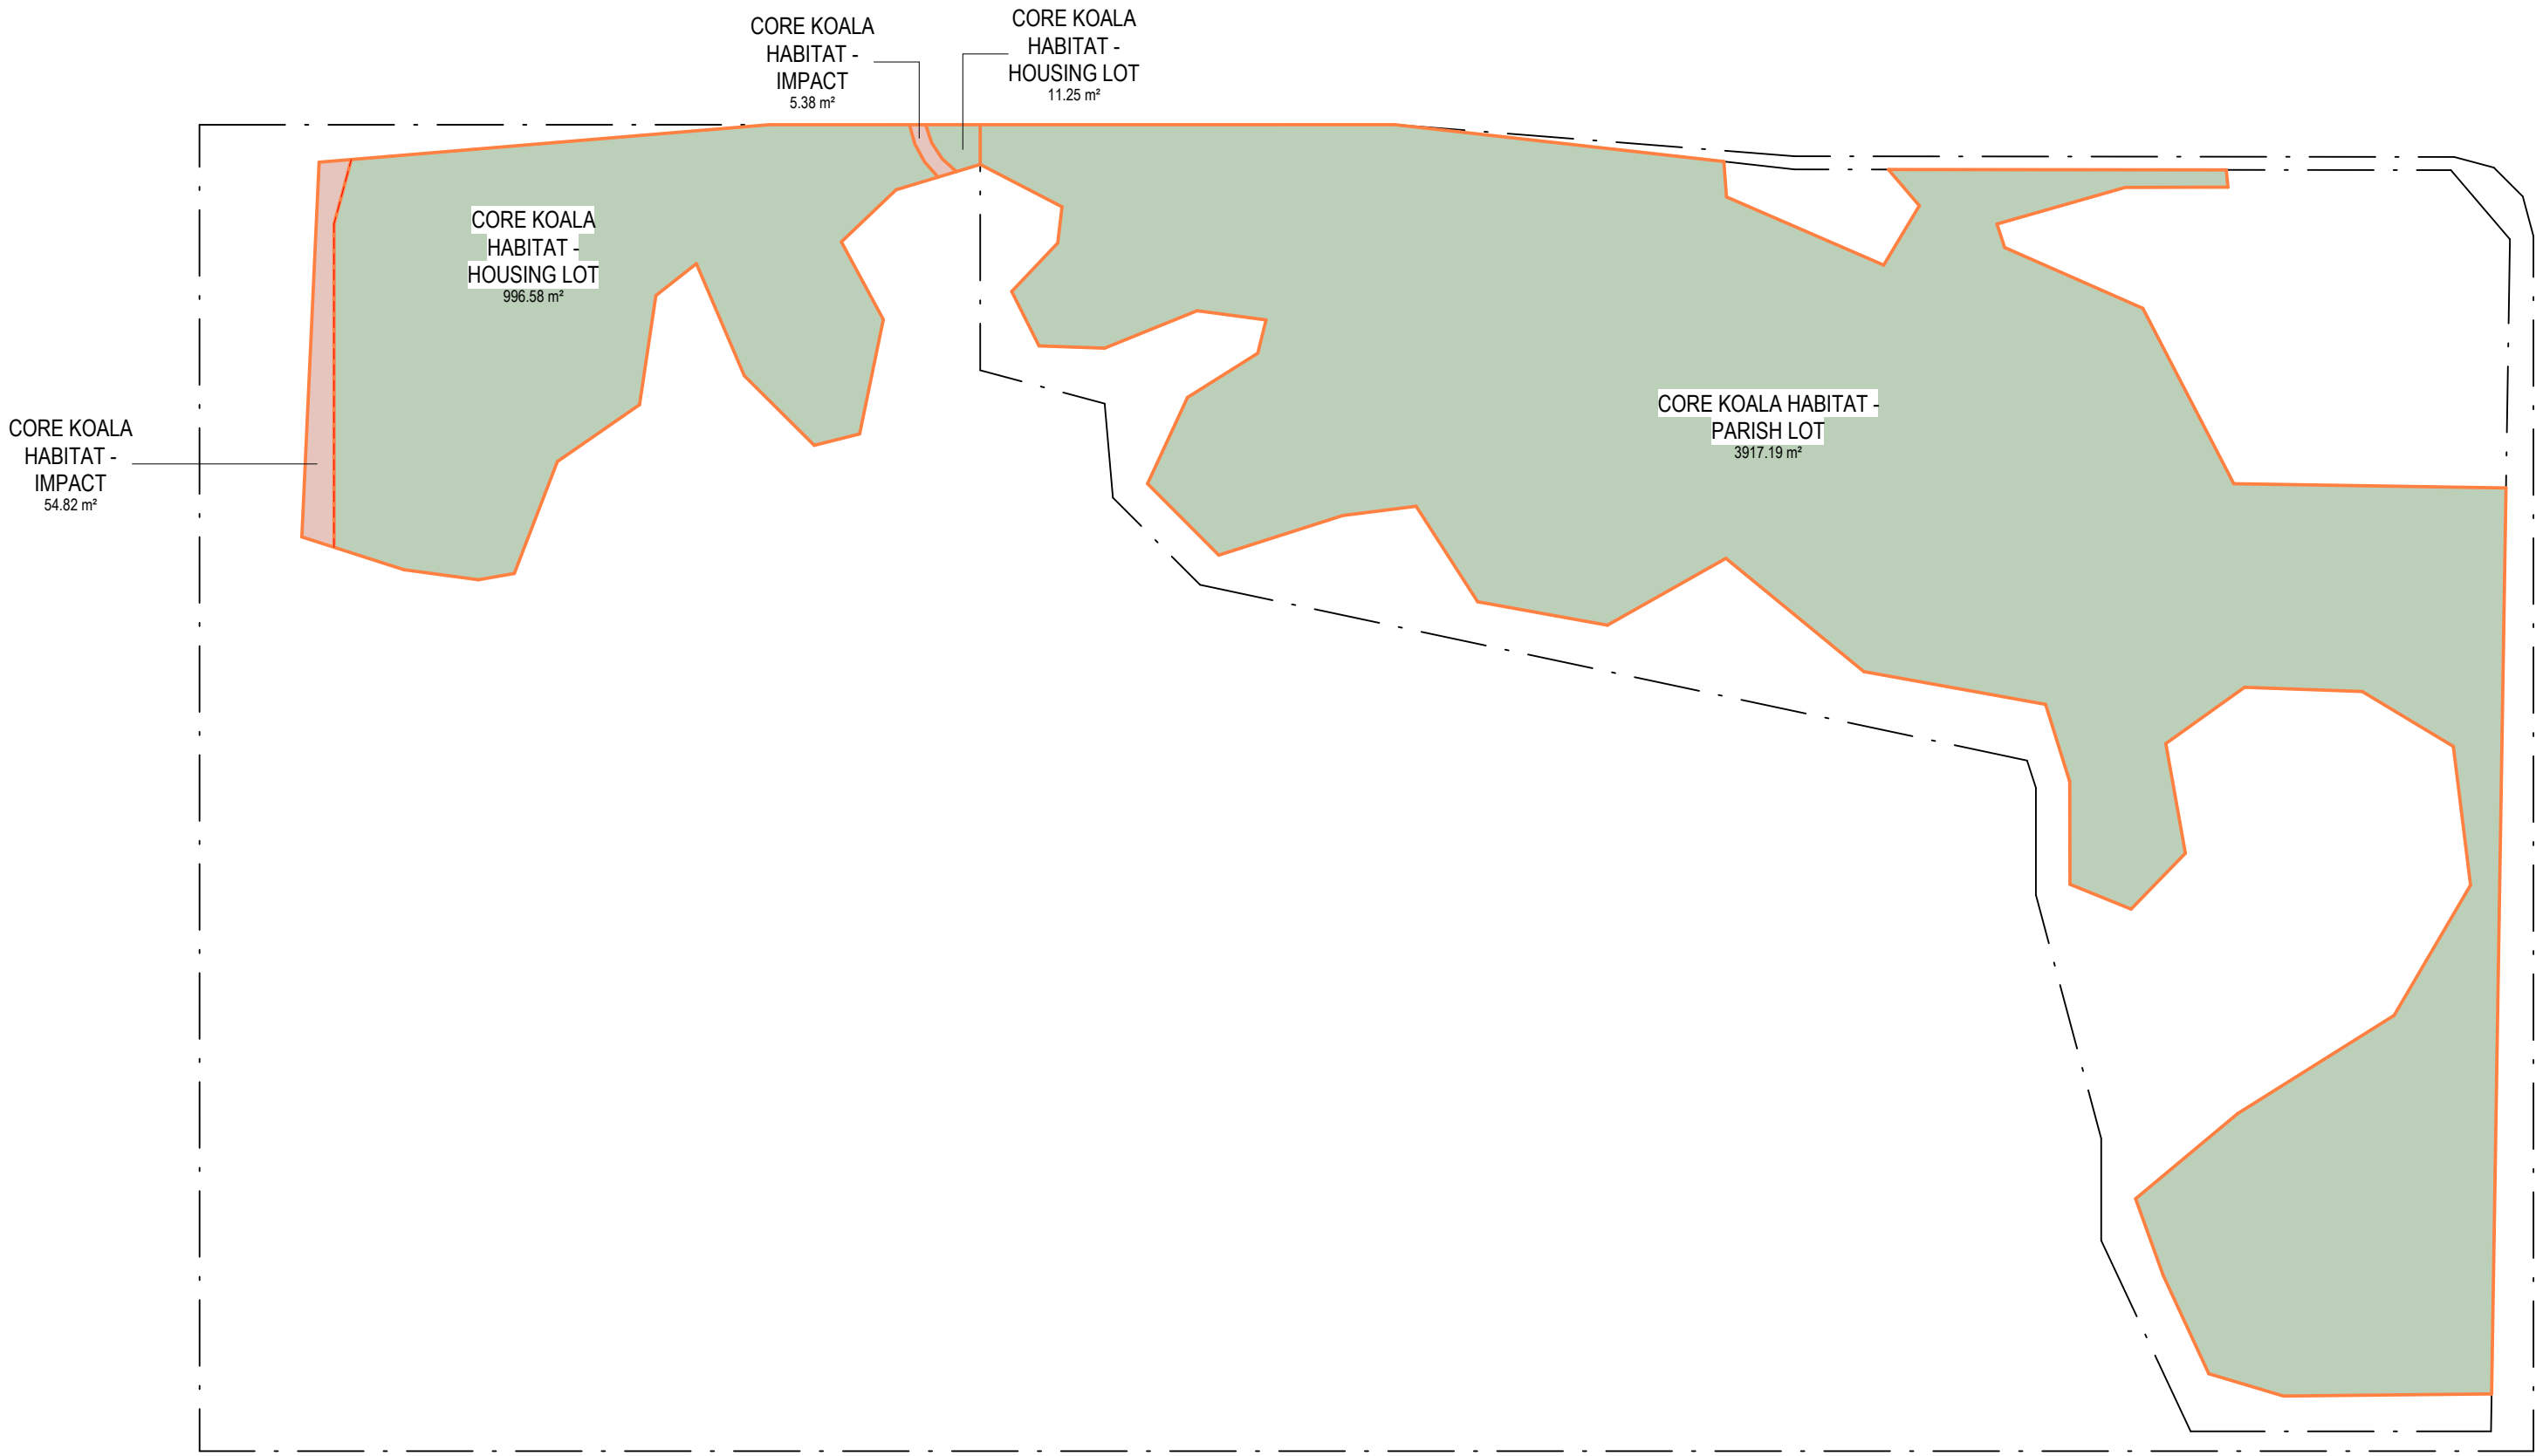 CORE KOALA
HABITAT -
IMPACT
5.38 m²
CORE KOALA
HABITAT -
HOUSING LOT
11.25 m²
CORE KOALA
HABITAT -
HOUSING LOT
996.58 m²
CORE KOALA HABITAT -
PARISH LOT
3917.19 m²
CORE KOALA
HABITAT -
IMPACT
54.82 m²